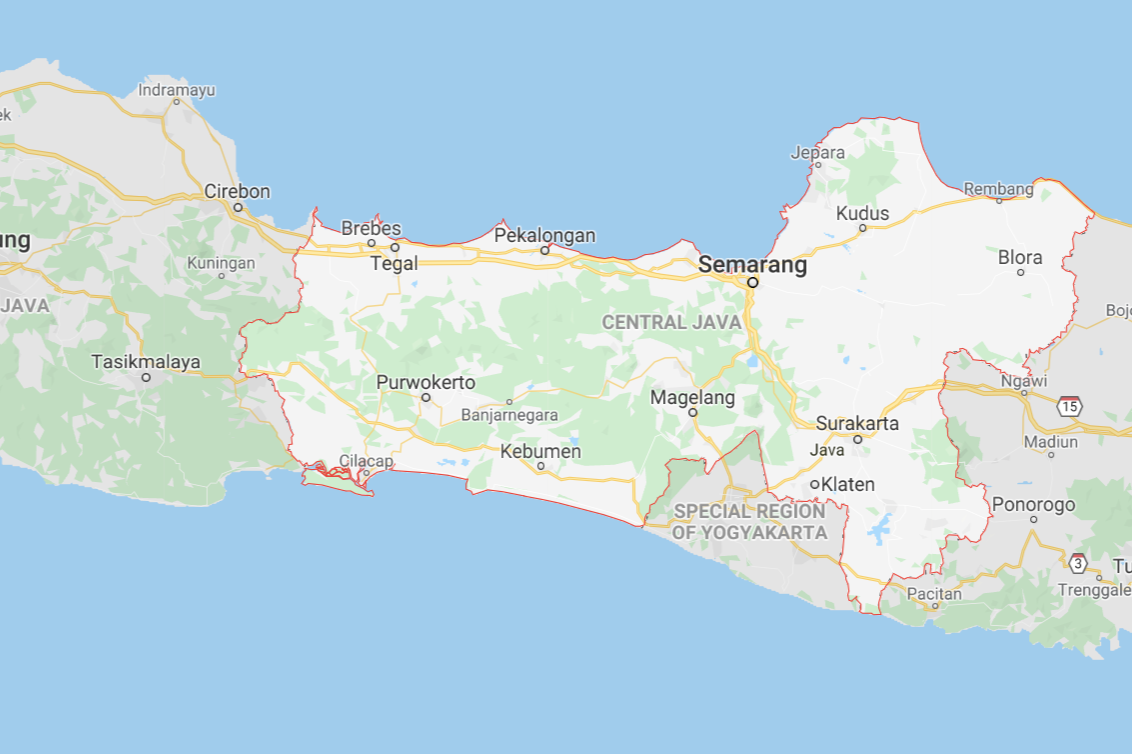 Indramayu
ek
Jepara
Cirebon
Rembang
Kudus
Brebes
Pekalongan
ung
Tegal
Kuningan
Semarang
Blora
JAVA
CENTRAL JAVA
Bojo
Tasikmalaya
Purwokerto
Ngawi
Magelang
15
Banjarnegara
Surakarta
Madiun
Kebumen
Java
Cilacap
Klaten
SPECIAL REGION
OF YOGYAKARTA
Ponorogo
3
Tu
Pacitan
Trenggale